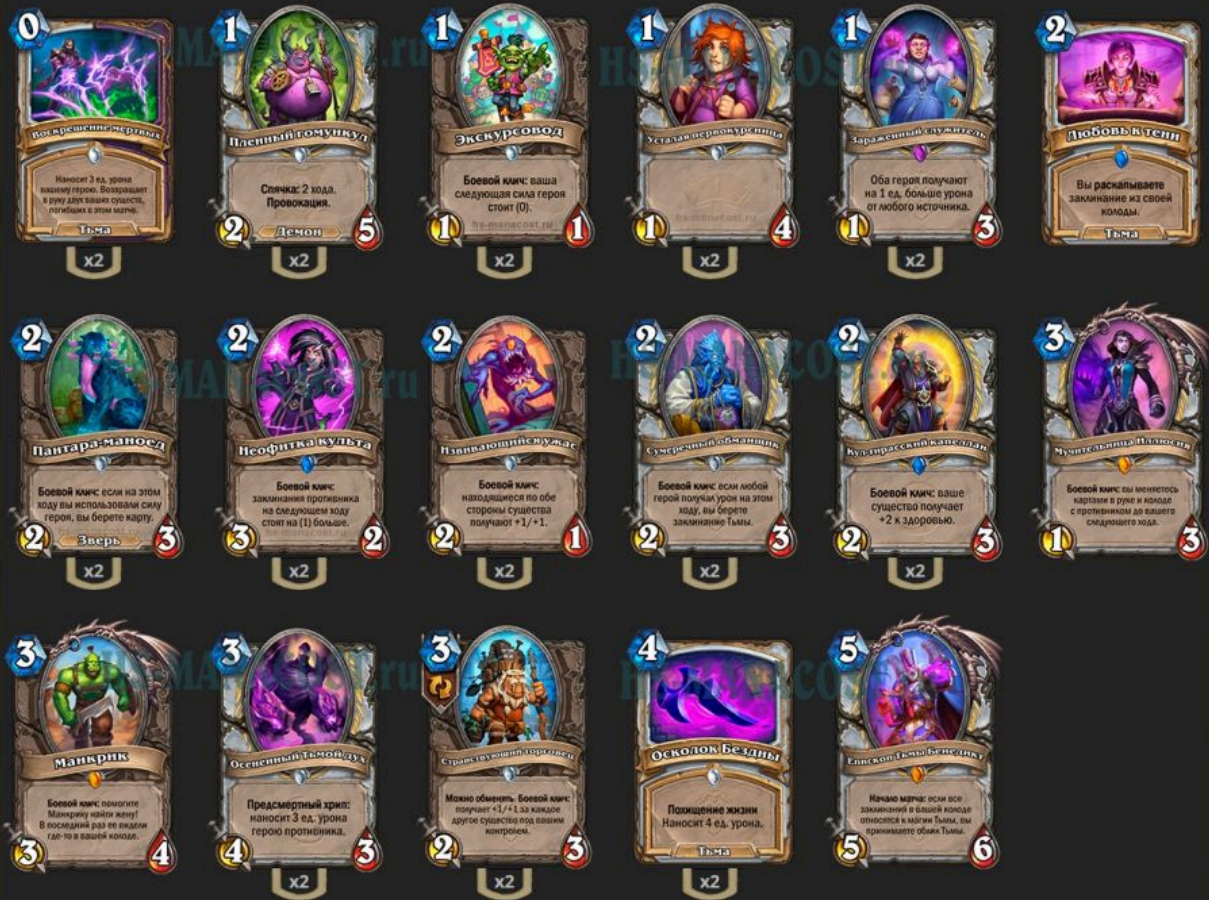 0
Воскрешение мертвых
Наносит 3 ед. урона
вашему герою. Возвращает
в руку двух ваших существ,
погибших в этом матче.
Тьма
x2
1
Пленный гомункул
Спячка: 2 хода.
Провокация.
2
Демон
5
x2
1
Экскурсовод
Боевой клич: ваша
следующая сила героя
стоит (0).
hs-manacost.ru
1
1
x2
1
Усталая первокурсница
hs-manacost.ru
1
4
x2
1
Зараженный служитель
Оба героя получают
на 1 ед. больше урона
от любого источника.
1
3
x2
2
Любовь к тени
Вы раскапываете
заклинание из своей
колоды.
Тьма
2
Пантара-маноед
Боевой клич: если на этом
ходу вы использовали силу
героя, вы берете карту.
2
Зверь
3
x2
2
Неофитка культа
Боевой клич:
заклинания противника
на следующем ходу
стоят на (1) больше.
3
2
x2
2
Извивающийся ужас
Боевой клич:
находящиеся по обе
стороны существа
получают +1/+1.
2
1
x2
2
Сумеречный обманщик
Боевой клич: если любой
герой получал урон на этом
ходу, вы берете
заклинание Тьмы.
2
3
x2
2
Кул-тирасский капеллан
Боевой клич: ваше
существо получает
+2 к здоровью.
2
3
x2
3
Мучительница Иллюсия
Боевой клич: вы меняетесь
картами в руке и колоде
с противником до вашего
следующего хода.
1
3
3
Манкрик
Боевой клич: помогите
Манкрику найти жену!
В последний раз ее видели
где-то в вашей колоде.
3
4
3
Осененный Тьмой дух
Предсмертный хрип:
наносит 3 ед. урона
герою противника.
4
3
x2
3
Странствующий торговец
Можно обменять. Боевой клич:
получает +1/+1 за каждое
другое существо под вашим
контролем.
2
3
x2
4
Осколок Бездны
Похищение жизни
Наносит 4 ед. урона.
Тьма
x2
5
Епископ Тьмы Бенедикт
Начало матча: если все
заклинания в вашей колоде
относятся к магии Тьмы, вы
принимаете облик Тьмы.
5
6